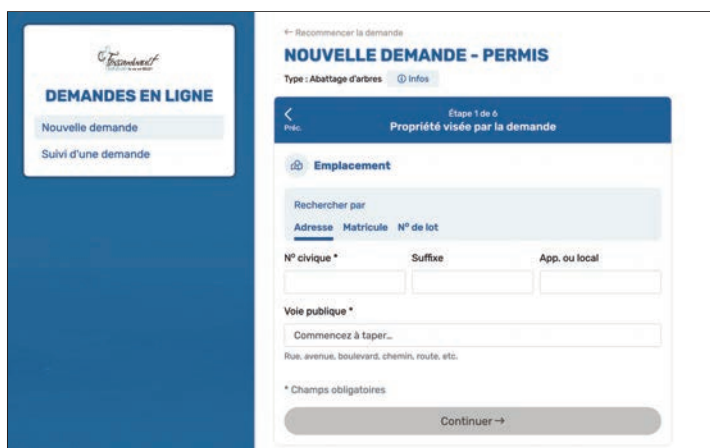 DEMANDES EN LIGNE
Nouvelle demande
Suivi d'une demande
← Recommencer la demande
NOUVELLE DEMANDE - PERMIS
Type : Abattage d'arbres Infos
Préc.
Étape 1 de 6
Propriété visée par la demande
Emplacement
Rechercher par
Adresse Matricule Nº de lot
Nº civique * Suffixe App. ou local
Voie publique *
Commencez à taper...
Rue, avenue, boulevard, chemin, route, etc.
* Champs obligatoires
Continuer →